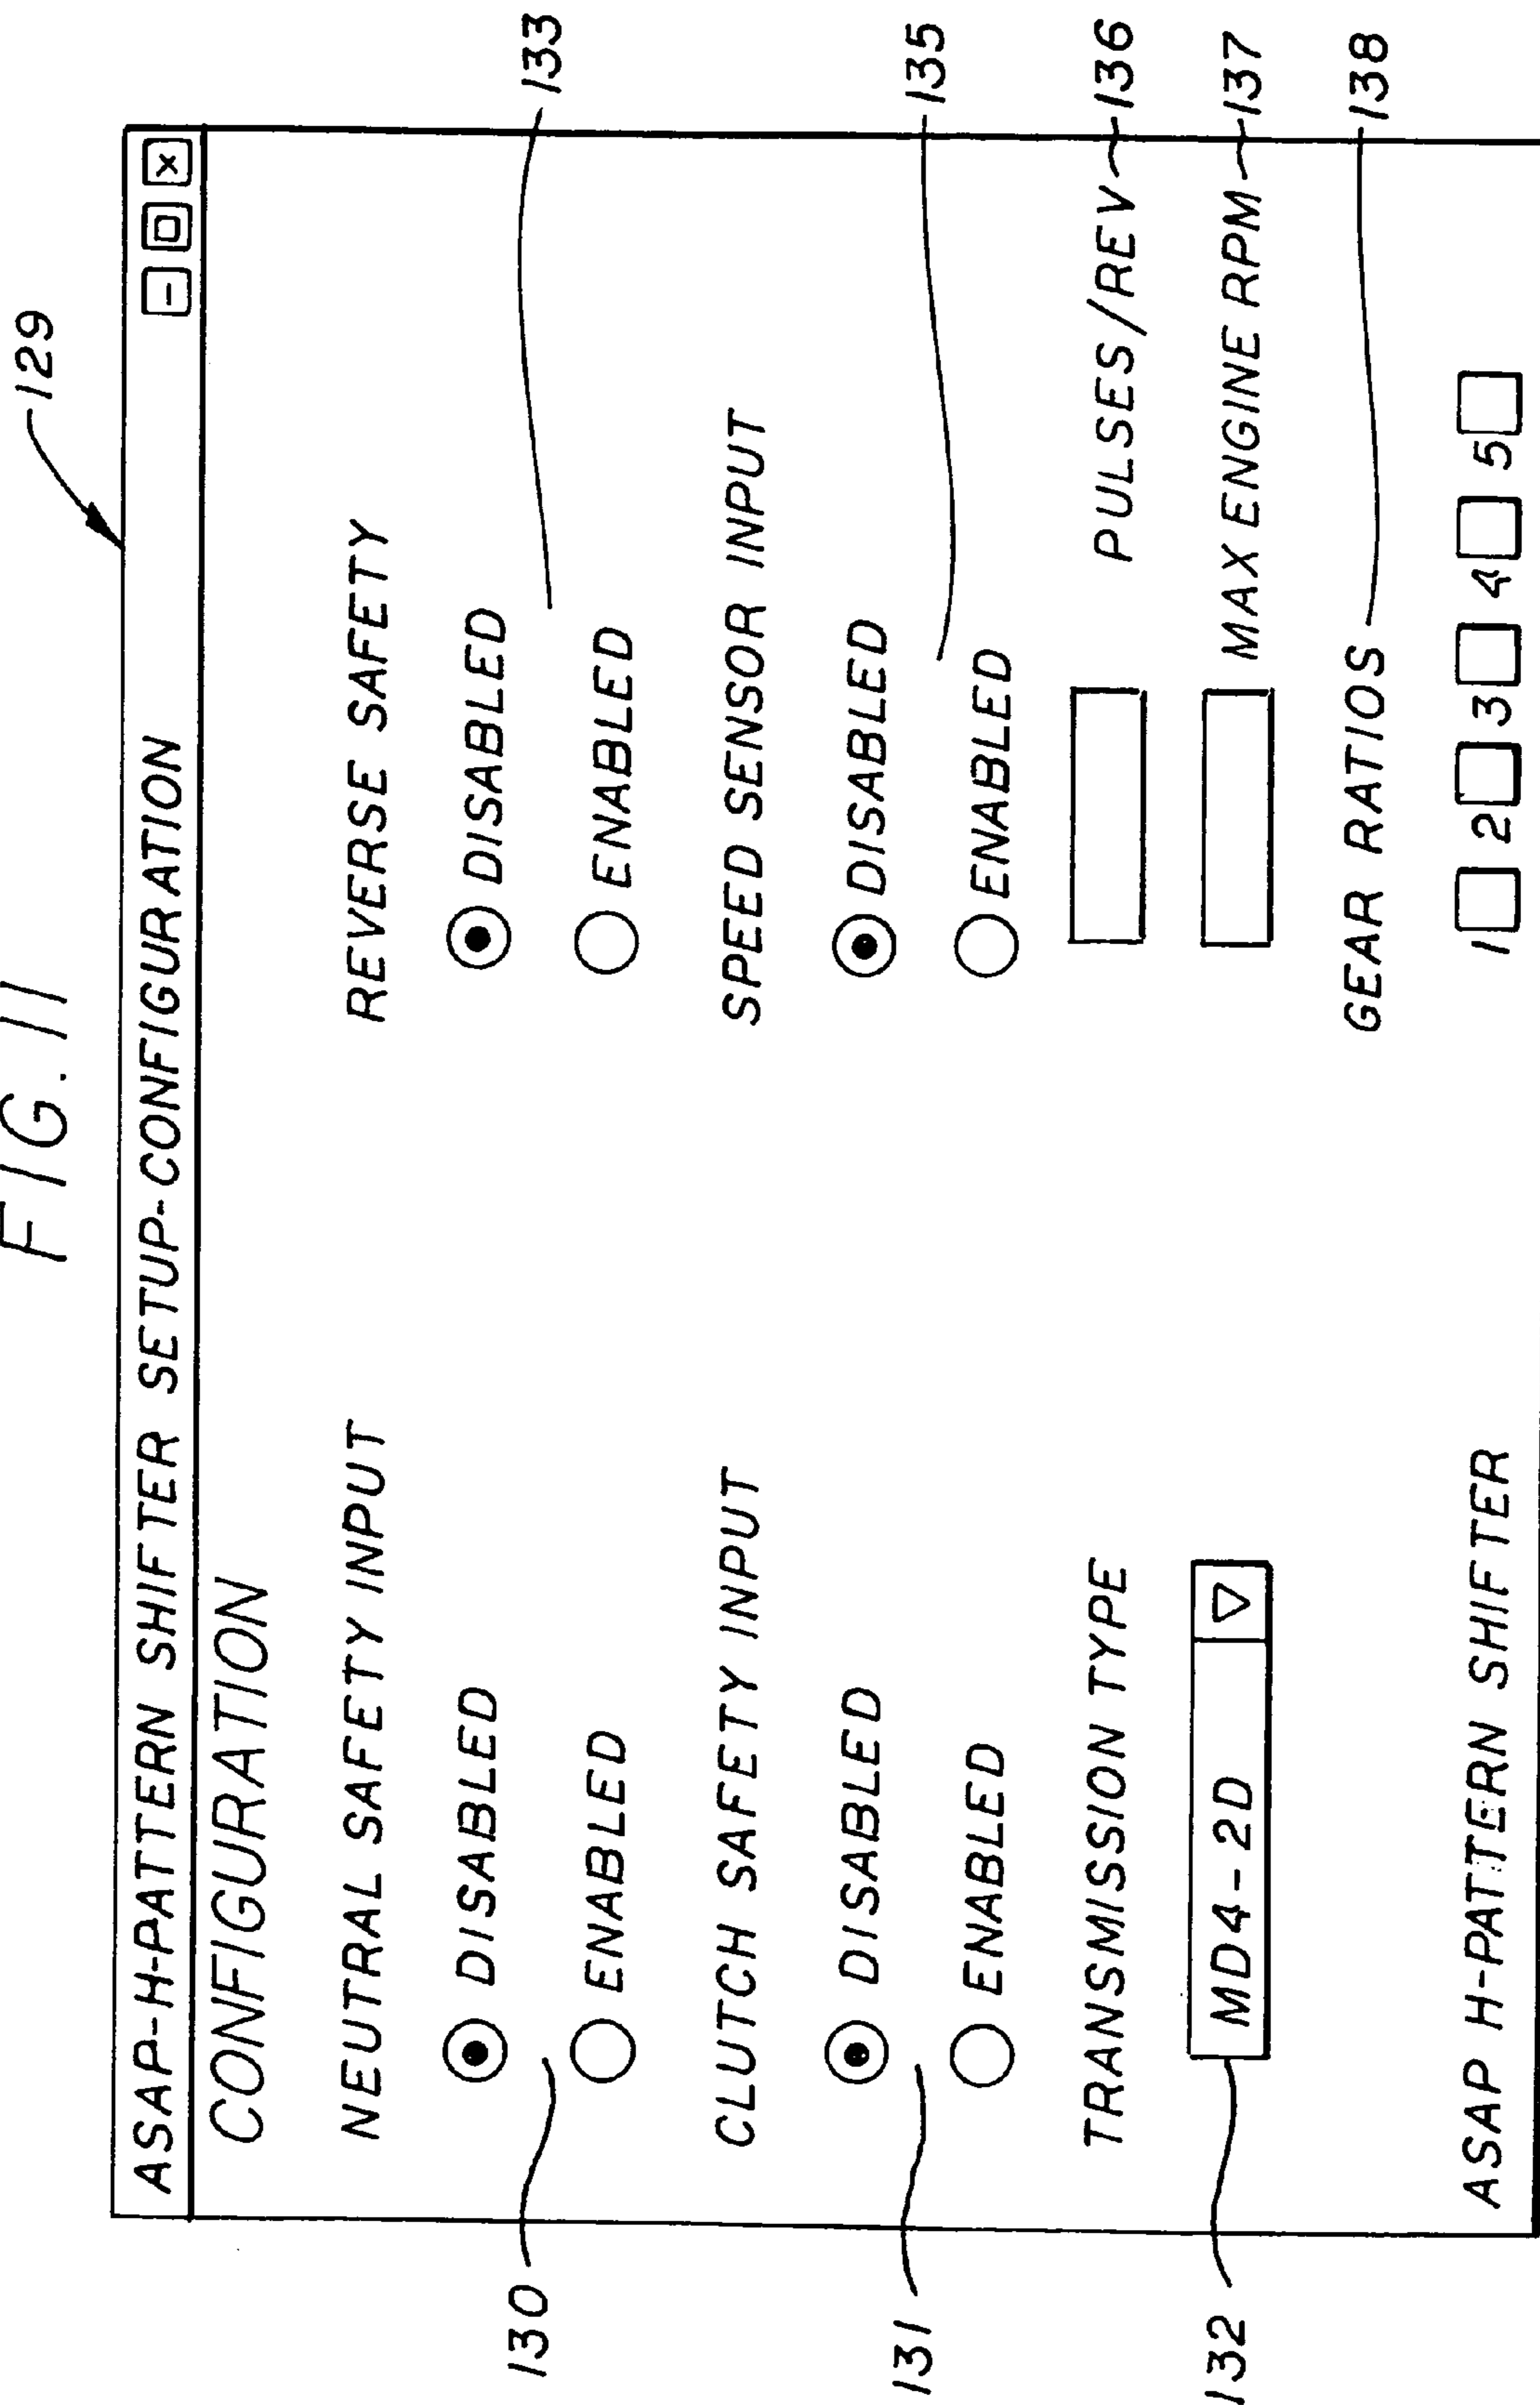 FIG. 11
129
ASAP-H-PATTERN SHIFTER SETUP-CONFIGURATION
CONFIGURATION
NEUTRAL SAFETY INPUT
DISABLED
ENABLED
130
CLUTCH SAFETY INPUT
DISABLED
ENABLED
131
TRANSMISSION TYPE
MD4-2D
132
REVERSE SAFETY
DISABLED
ENABLED
133
SPEED SENSOR INPUT
DISABLED
ENABLED
135
PULSES/REV 136
MAX ENGINE RPM 137
GEAR RATIOS 138
1 2 3 4 5
ASAP H-PATTERN SHIFTER